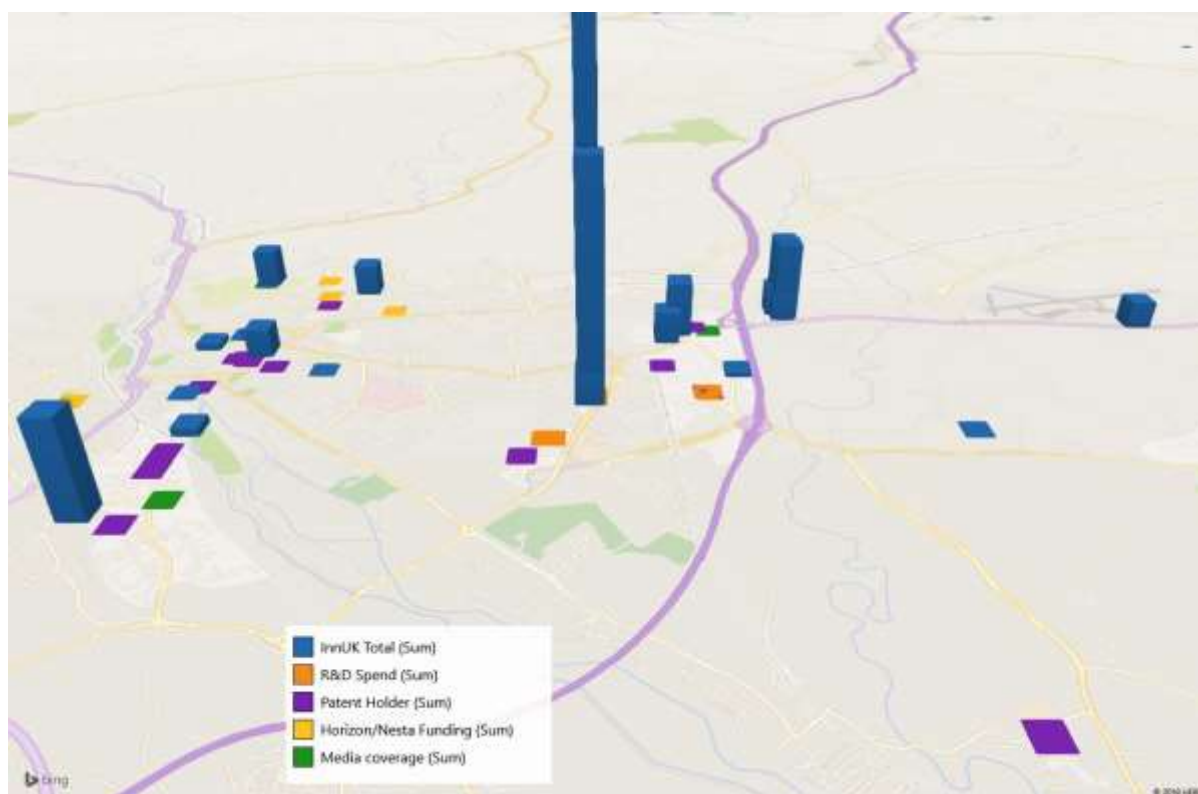 InnUK Total (Sum)
R&D Spend (Sum)
Patent Holder (Sum)
Horizon/Nesta Funding (Sum)
Media coverage (Sum)
bing